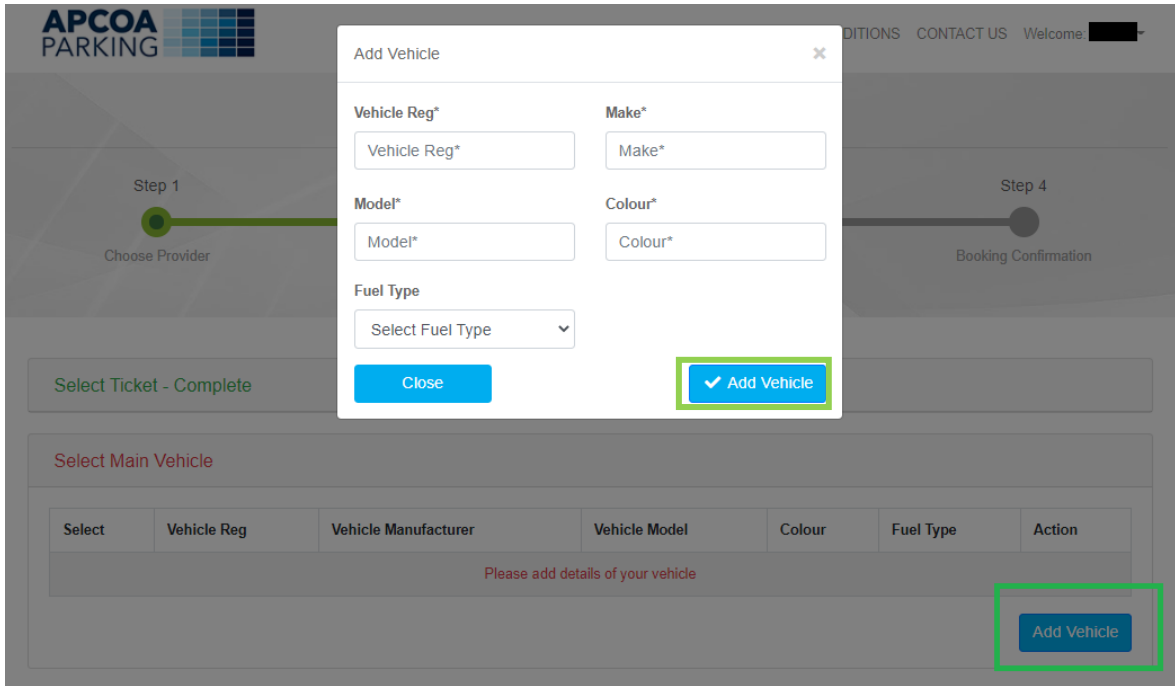 APCOA
PARKING
DITIONS CONTACT US Welcome:
Add Vehicle ×
Vehicle Reg* Make*
Vehicle Reg* Make*
Model* Colour*
Model* Colour*
Fuel Type
Select Fuel Type
Close Add Vehicle
Step 1 Step 4
Choose Provider Booking Confirmation
Select Ticket - Complete
Select Main Vehicle
Select Vehicle Reg Vehicle Manufacturer Vehicle Model Colour Fuel Type Action
Please add details of your vehicle
Add Vehicle